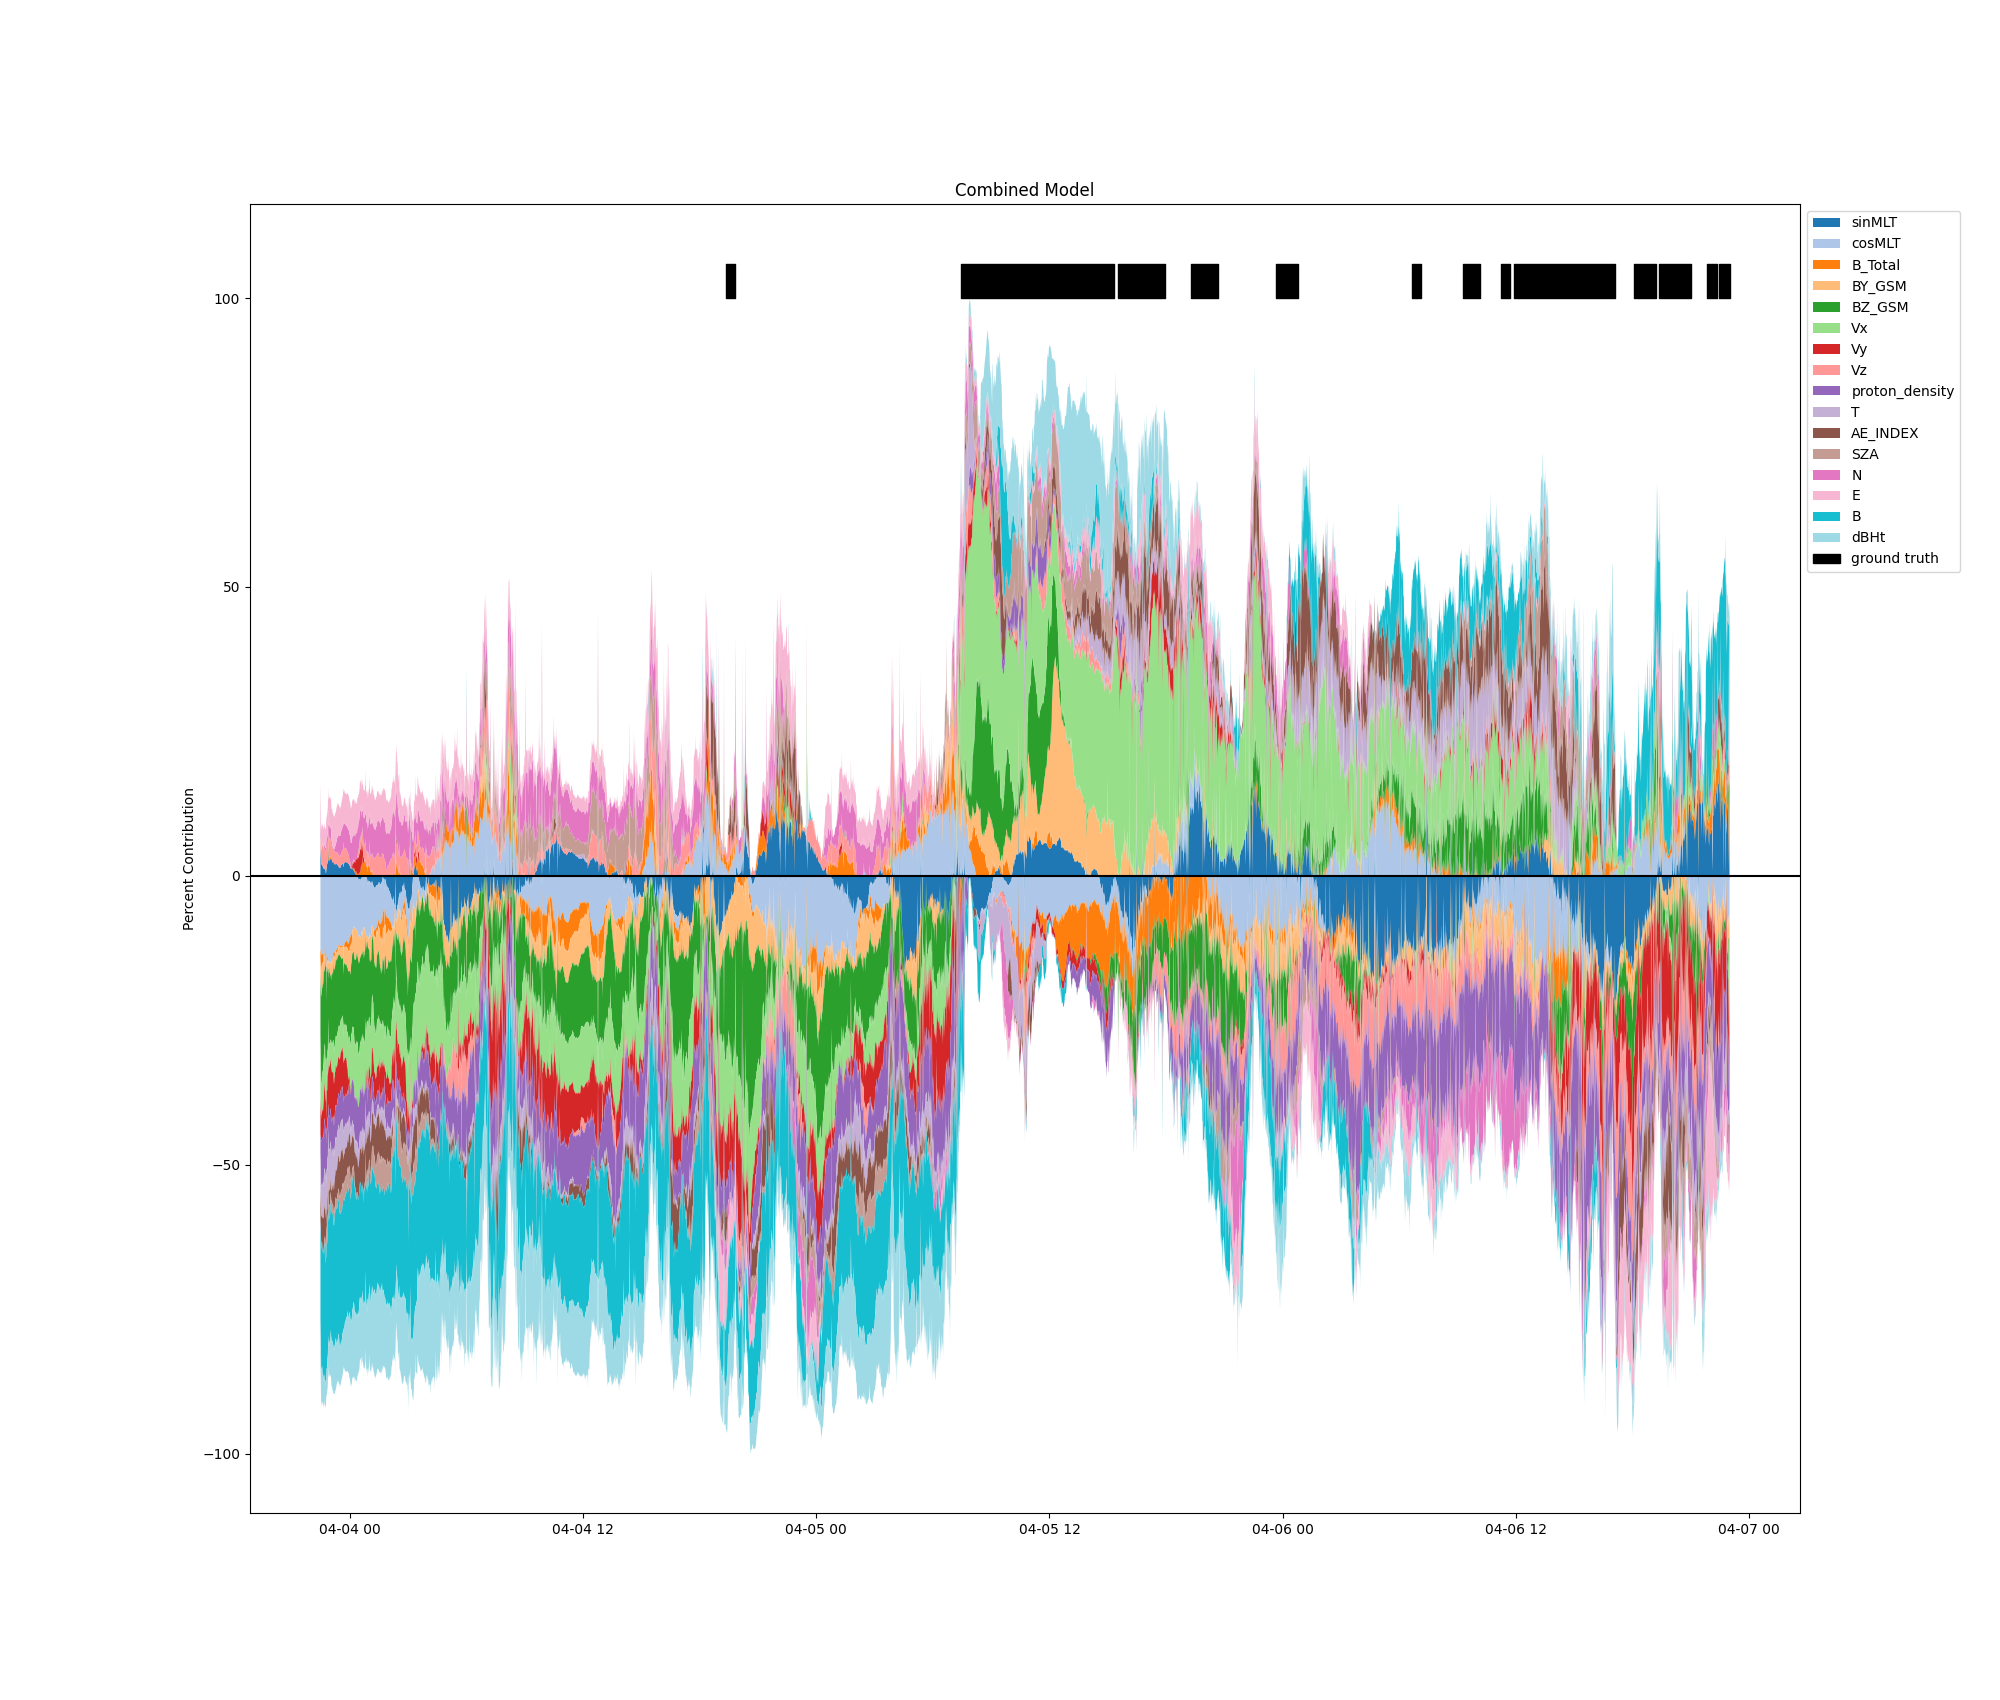 Combined Model
Percent Contribution
100
50
0
−50
−100
04-04 00
04-04 12
04-05 00
04-05 12
04-06 00
04-06 12
04-07 00
sinMLT
cosMLT
B_Total
BY_GSM
BZ_GSM
Vx
Vy
Vz
proton_density
T
AE_INDEX
SZA
N
E
B
dBHt
ground truth